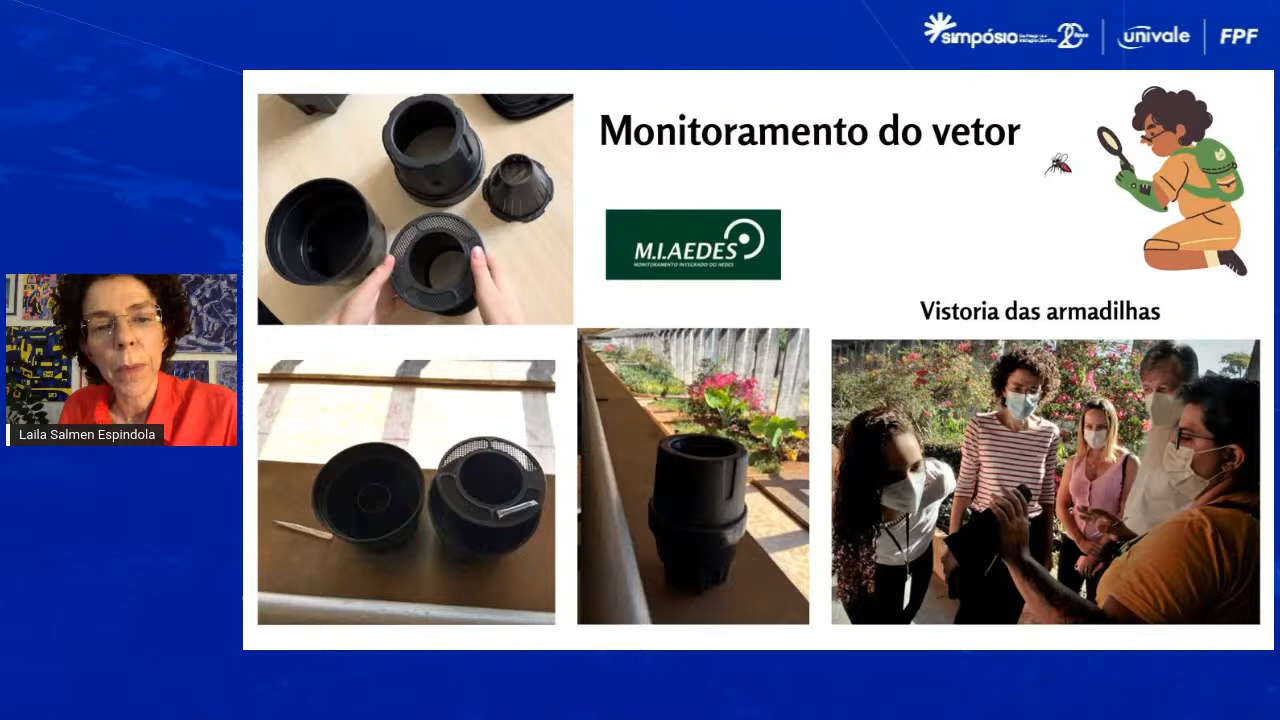 simpósio
univale
FPF
Monitoramento do vetor
M.I.AEDES
MONITORAMENTO INTEGRADO DO AEDES
Vistoria das armadilhas
Laila Salmen Espindola